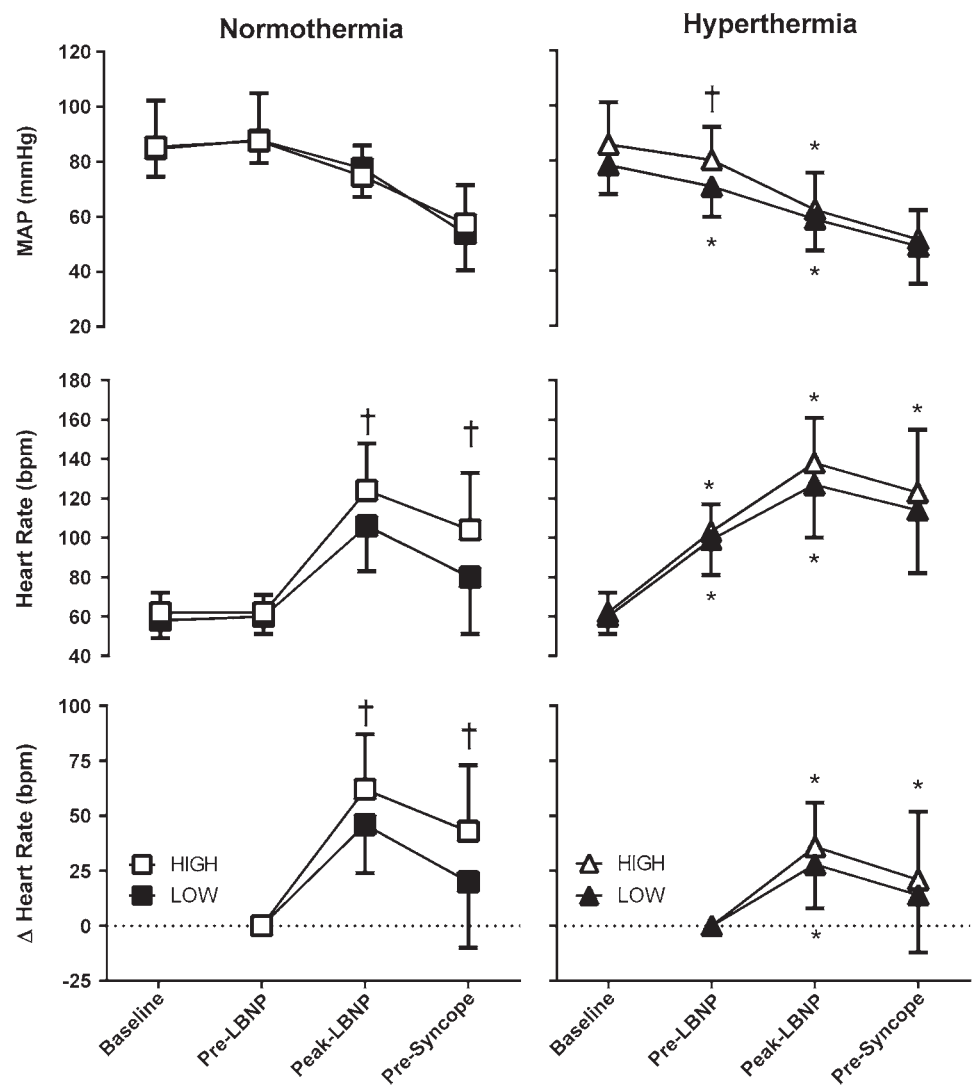 Normothermia
Hyperthermia
MAP (mmHg)
120
100
80
60
40
20
†
*
*
*
*
Heart Rate (bpm)
180
160
140
120
100
80
60
40
†
†
*
*
*
*
*
Δ Heart Rate (bpm)
100
75
50
25
0
-25
†
†
HIGH
LOW
*
*
*
HIGH
LOW
Baseline
Pre-LBNP
Peak-LBNP
Pre-Syncope
Baseline
Pre-LBNP
Peak-LBNP
Pre-Syncope